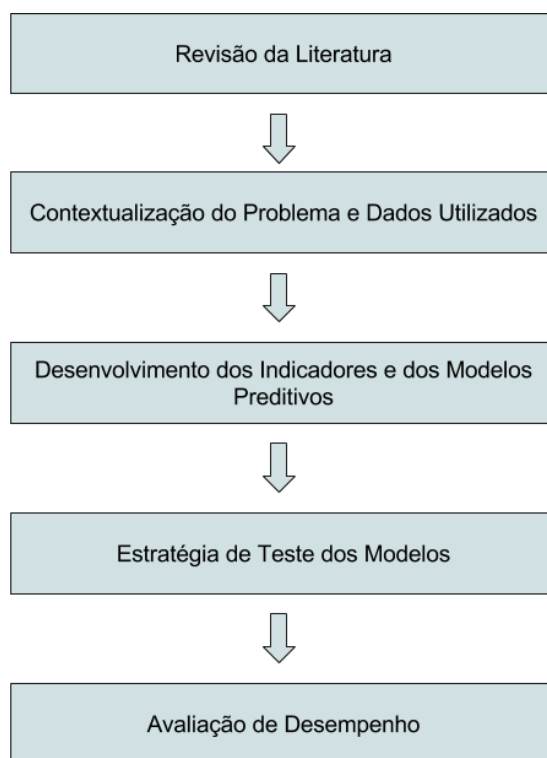 Revisão da Literatura
Contextualização do Problema e Dados Utilizados
Desenvolvimento dos Indicadores e dos Modelos
Preditivos
Estratégia de Teste dos Modelos
Avaliação de Desempenho